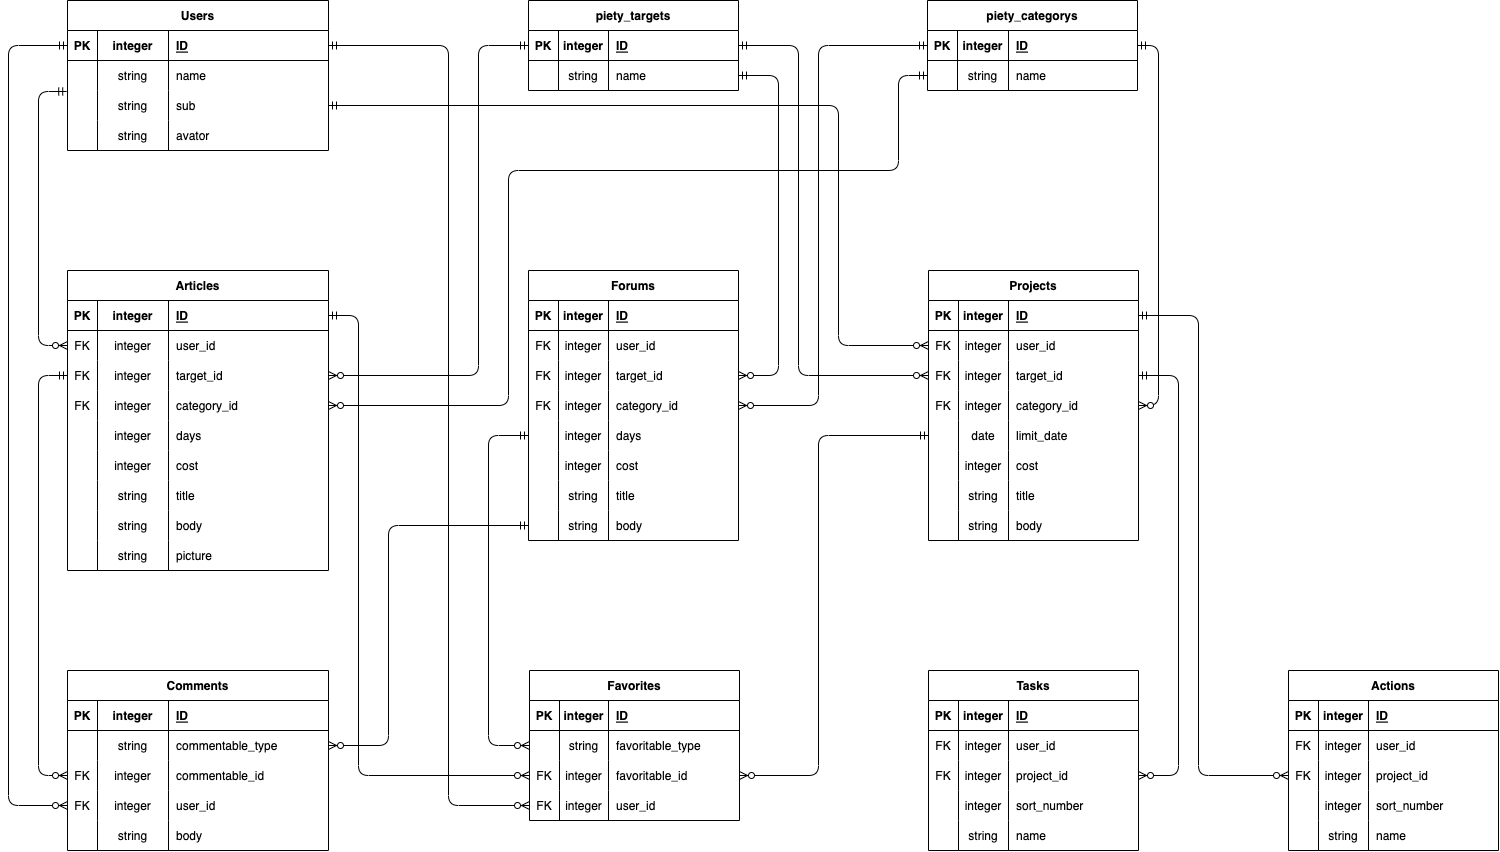 Users
PK integer ID
string name
string sub
string avator
piety_targets
PK integer ID
string name
piety_categorys
PK integer ID
string name
Articles
PK integer ID
FK integer user_id
FK integer target_id
FK integer category_id
integer days
integer cost
string title
string body
string picture
Forums
PK integer ID
FK integer user_id
FK integer target_id
FK integer category_id
integer days
integer cost
string title
string body
Projects
PK integer ID
FK integer user_id
FK integer target_id
FK integer category_id
date limit_date
integer cost
string title
string body
Comments
PK integer ID
string commentable_type
FK integer commentable_id
FK integer user_id
string body
Favorites
PK integer ID
string favoritable_type
FK integer favoritable_id
FK integer user_id
Tasks
PK integer ID
FK integer user_id
FK integer project_id
integer sort_number
string name
Actions
PK integer ID
FK integer user_id
FK integer project_id
integer sort_number
string name